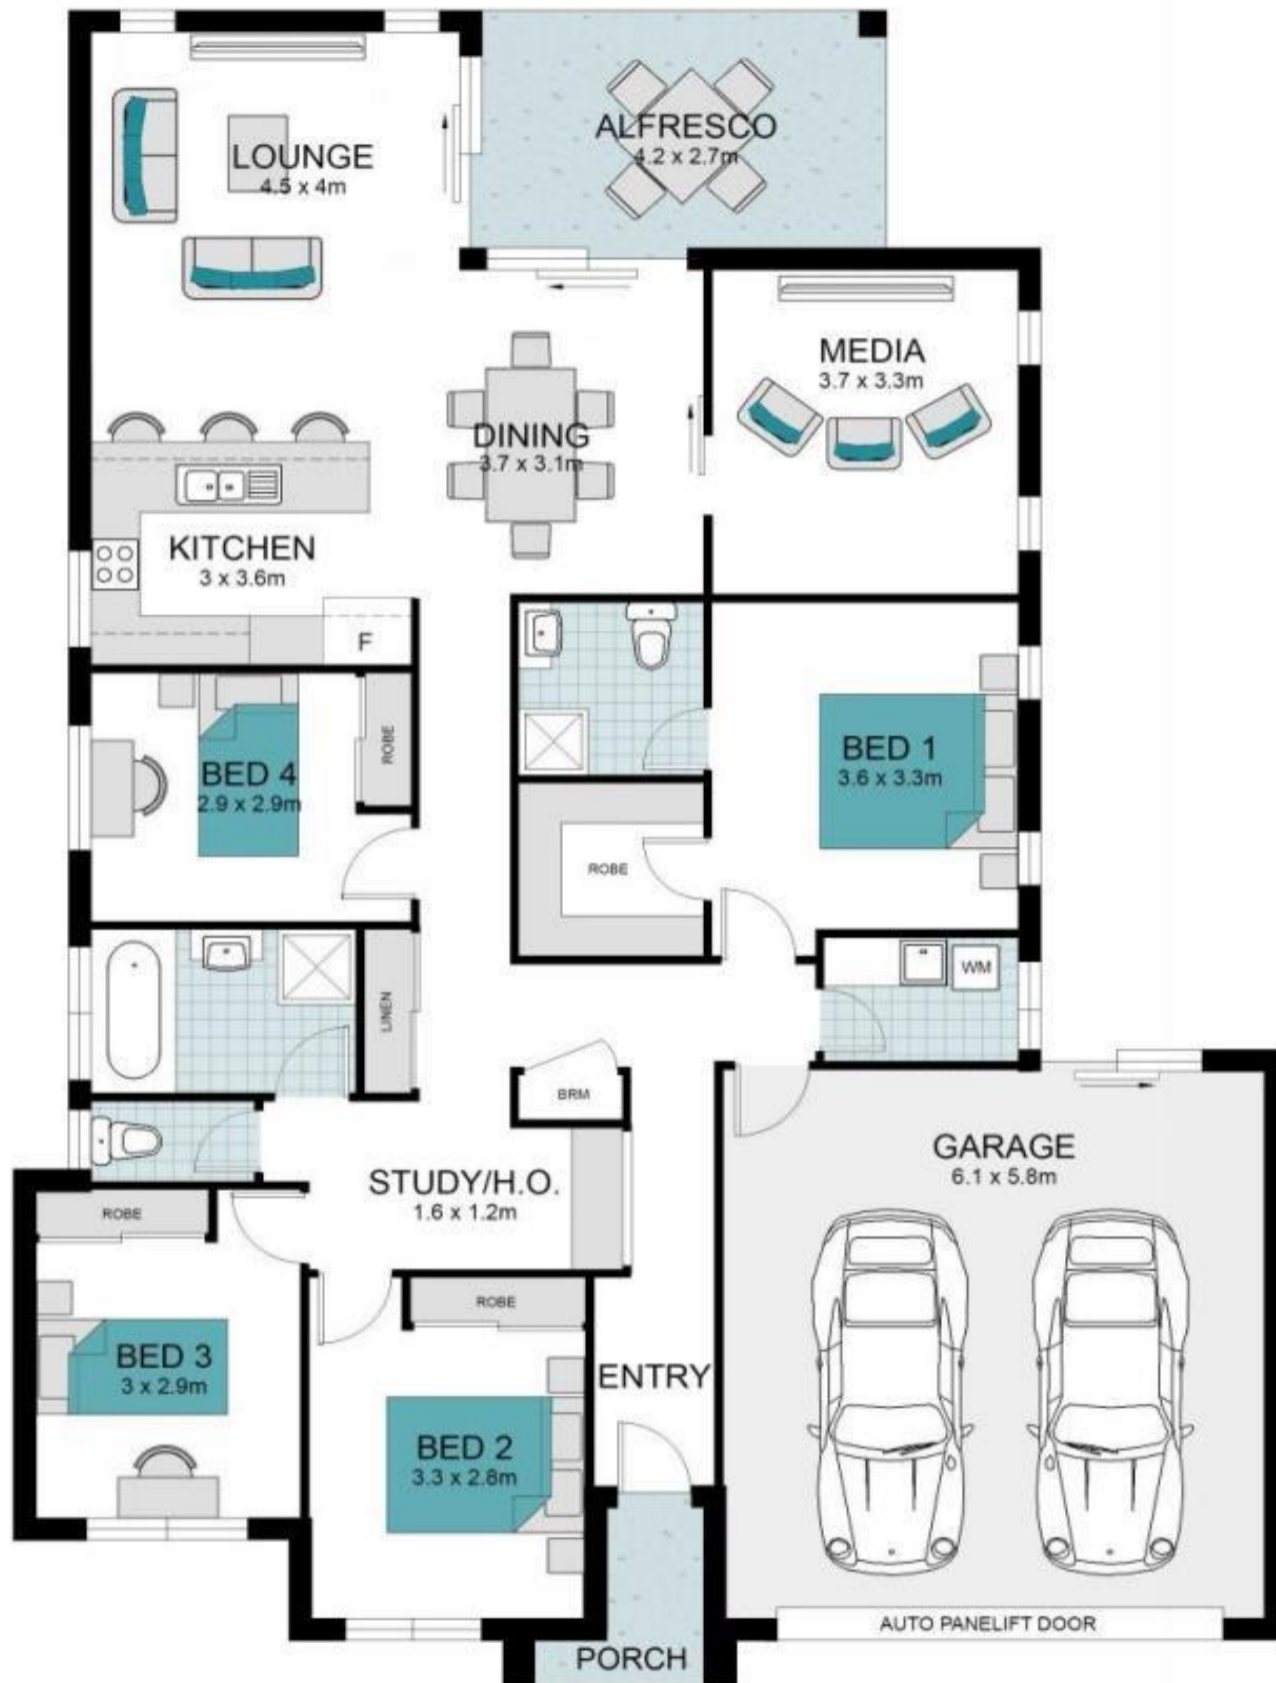 ALFRESCO
4.2 x 2.7m
LOUNGE
4.5 x 4m
MEDIA
3.7 x 3.3m
DINING
3.7 x 3.1m
KITCHEN
3 x 3.6m
F
BED 4
2.9 x 2.9m
ROBE
BED 1
3.6 x 3.3m
ROBE
WM
LINEN
BRM
STUDY/H.O.
1.6 x 1.2m
GARAGE
6.1 x 5.8m
ROBE
ROBE
BED 3
3 x 2.9m
ENTRY
BED 2
3.3 x 2.8m
AUTO PANELIFT DOOR
PORCH